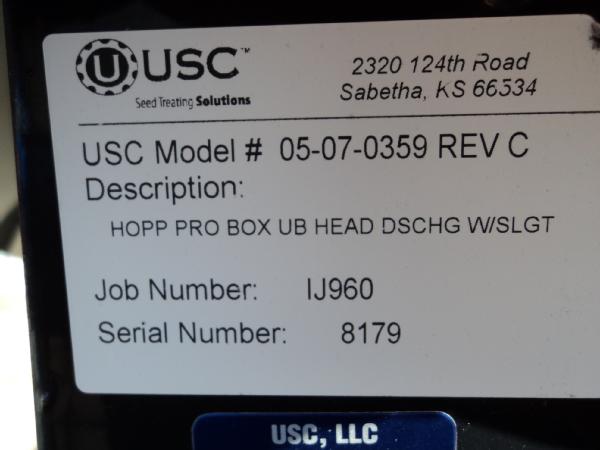 U USC™
Seed Treating Solutions
2320 124th Road
Sabetha, KS 66534
USC Model # 05-07-0359 REV C
Description:
HOPP PRO BOX UB HEAD DSCHG W/SLGT
Job Number: IJ960
Serial Number: 8179
USC, LLC